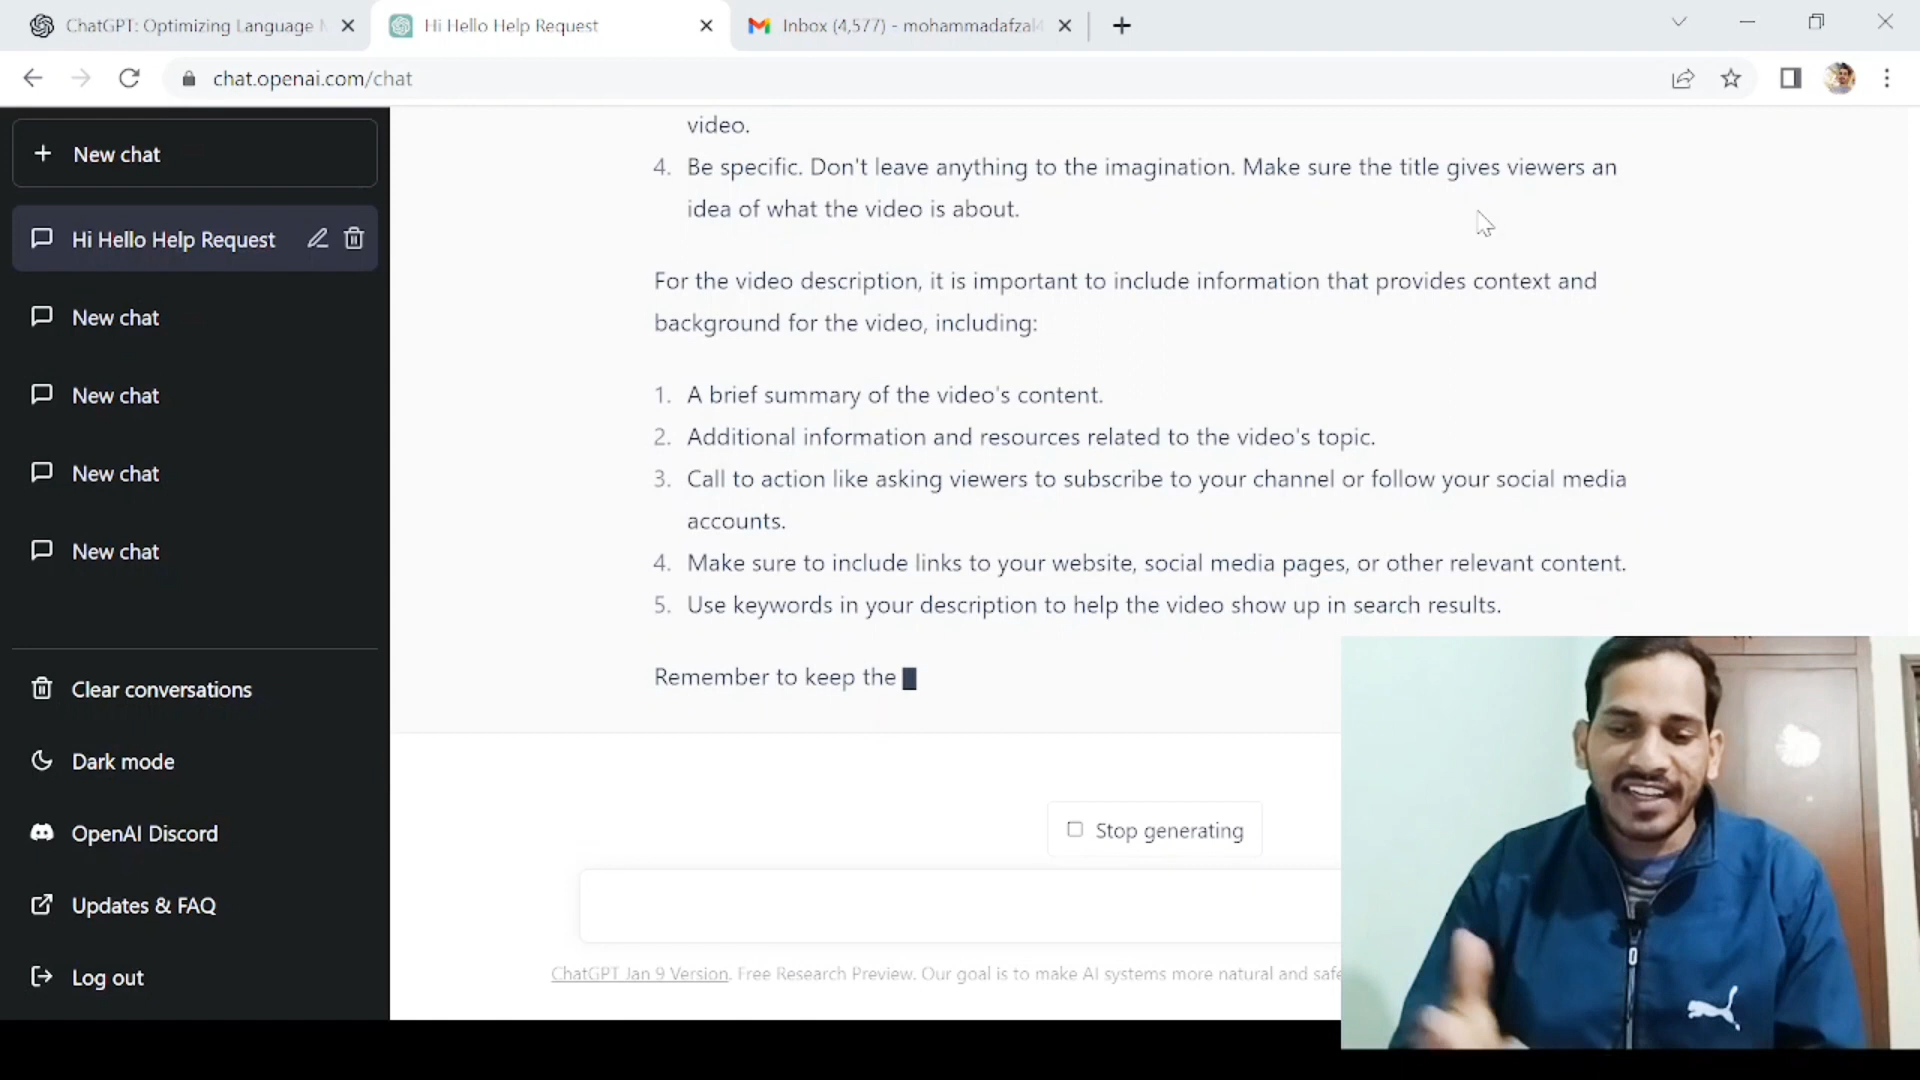 ChatGPT: Optimizing Language
Hi Hello Help Request
Inbox (4,577) - mohammadafzal
chat.openai.com/chat
New chat
Hi Hello Help Request
New chat
New chat
New chat
New chat
Clear conversations
Dark mode
OpenAI Discord
Updates & FAQ
Log out
video.
4. Be specific. Don't leave anything to the imagination. Make sure the title gives viewers an
idea of what the video is about.
For the video description, it is important to include information that provides context and
background for the video, including:
1. A brief summary of the video's content.
2. Additional information and resources related to the video's topic.
3. Call to action like asking viewers to subscribe to your channel or follow your social media
accounts.
4. Make sure to include links to your website, social media pages, or other relevant content.
5. Use keywords in your description to help the video show up in search results.
Remember to keep the
Stop generating
ChatGPT Jan 9 Version. Free Research Preview. Our goal is to make AI systems more natural and safe